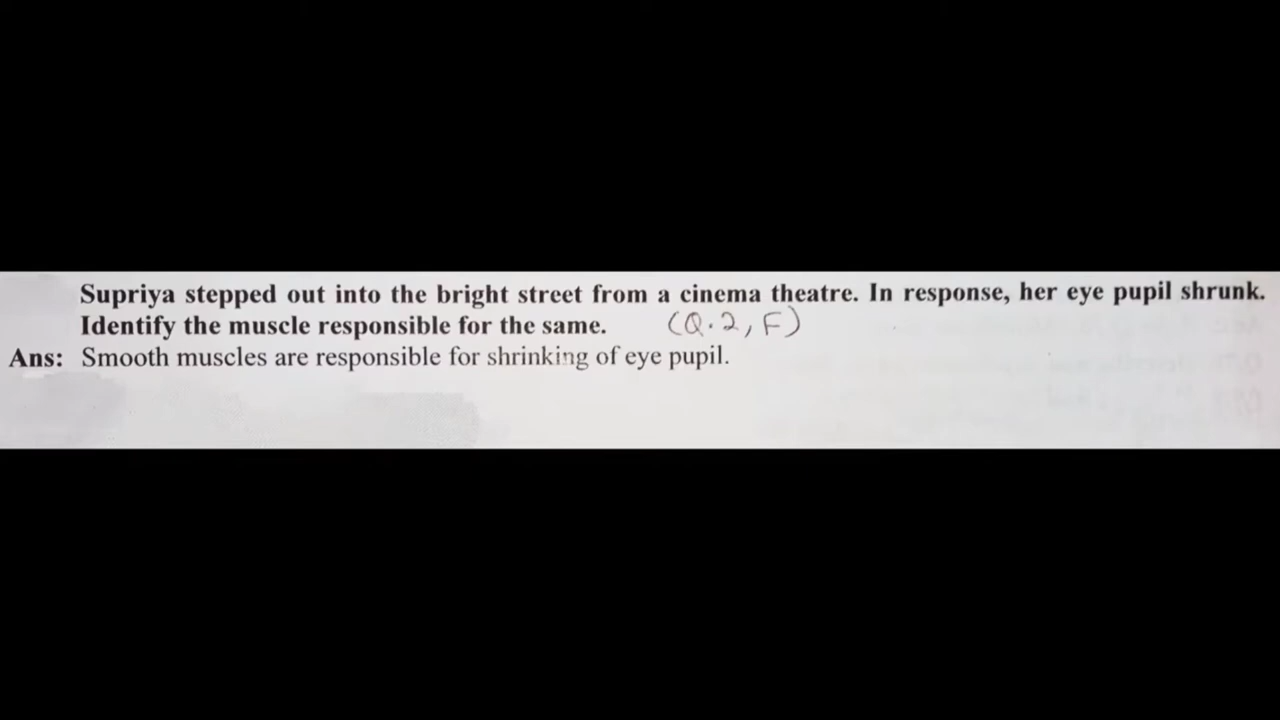 Supriya stepped out into the bright street from a cinema theatre. In response, her eye pupil shrunk.
Identify the muscle responsible for the same. (Q.2, F)
Ans: Smooth muscles are responsible for shrinking of eye pupil.